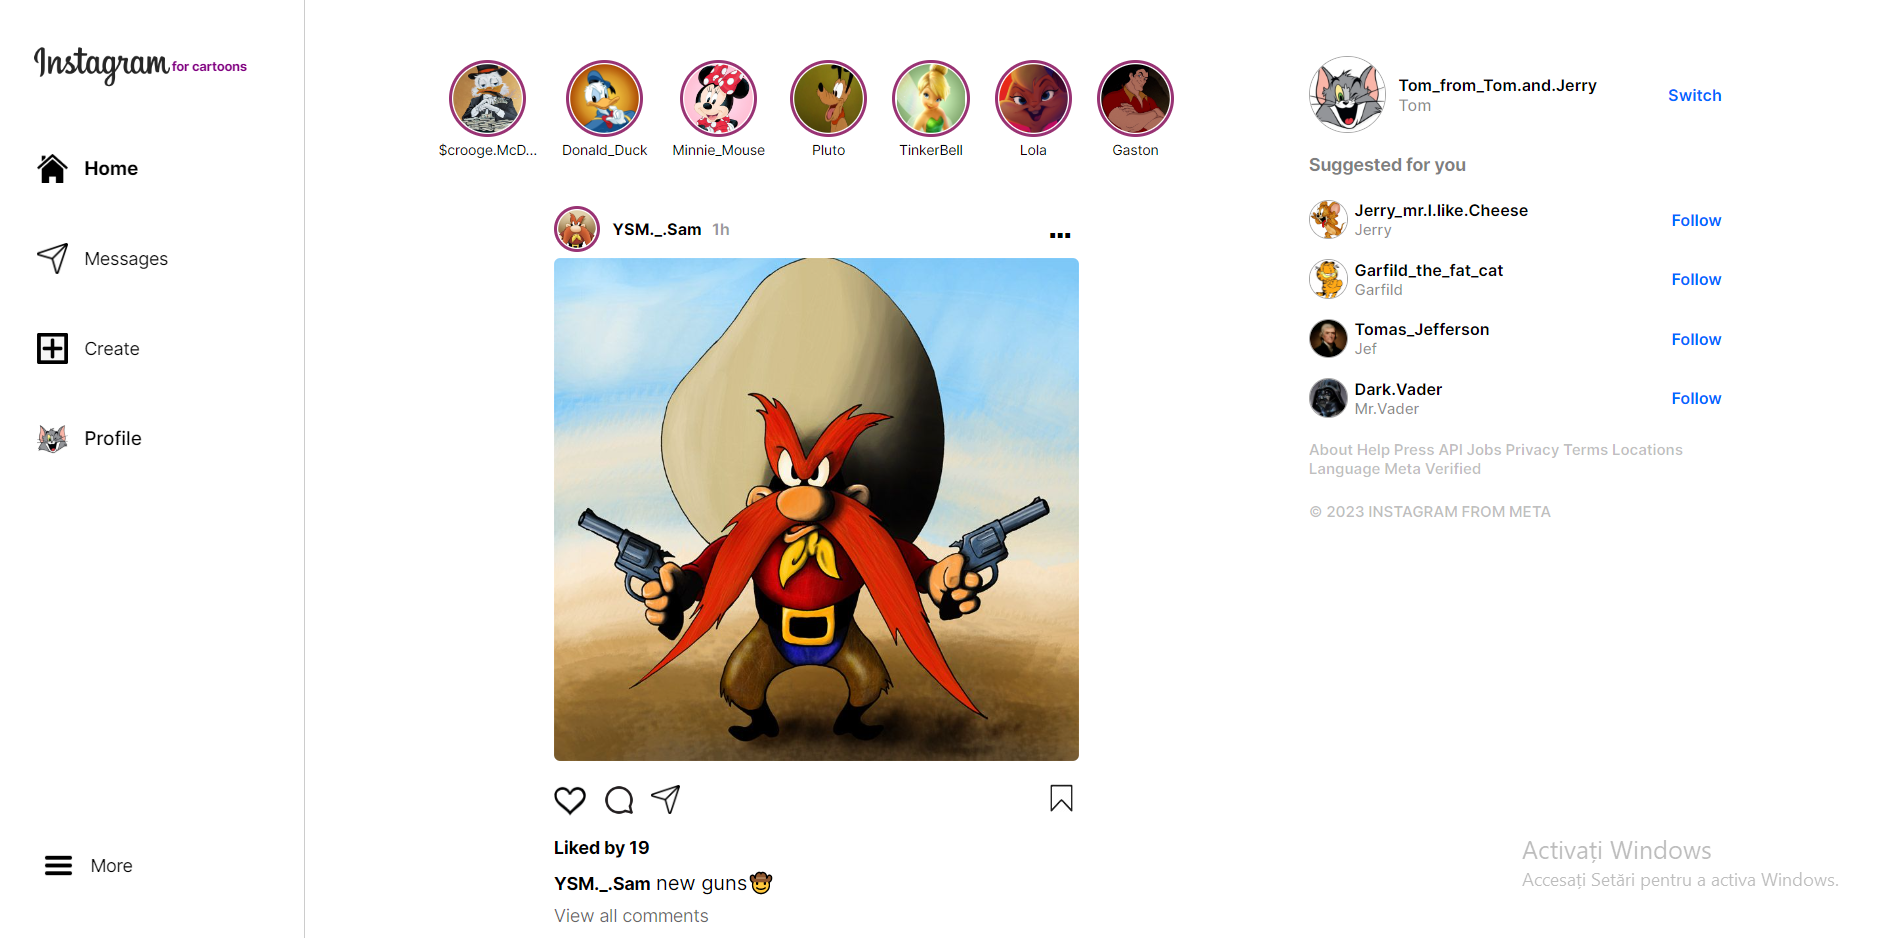 Instagram for cartoons
Home
Messages
Create
Profile
More
$crooge.McD...
Donald_Duck
Minnie_Mouse
Pluto
TinkerBell
Lola
Gaston
YSM._.Sam 1h
Liked by 19
YSM._.Sam new guns🤠
View all comments
Tom_from_Tom.and.Jerry
Tom
Switch
Suggested for you
Jerry_mr.I.like.Cheese
Jerry
Follow
Garfild_the_fat_cat
Garfild
Follow
Tomas_Jefferson
Jef
Follow
Dark.Vader
Mr.Vader
Follow
About Help Press API Jobs Privacy Terms Locations
Language Meta Verified
© 2023 INSTAGRAM FROM META
Activați Windows
Accesați Setări pentru a activa Windows.